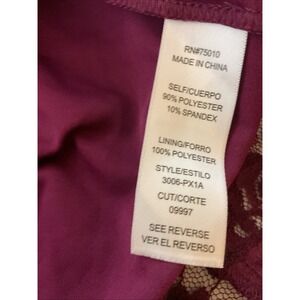 RN#75010
MADE IN CHINA
SELF/CUERPO
90% POLYESTER
10% SPANDEX
LINING/FORRO
100% POLYESTER
STYLE/ESTILO
3006-PX1A
CUT/CORTE
09997
SEE REVERSE
VER EL REVERSO